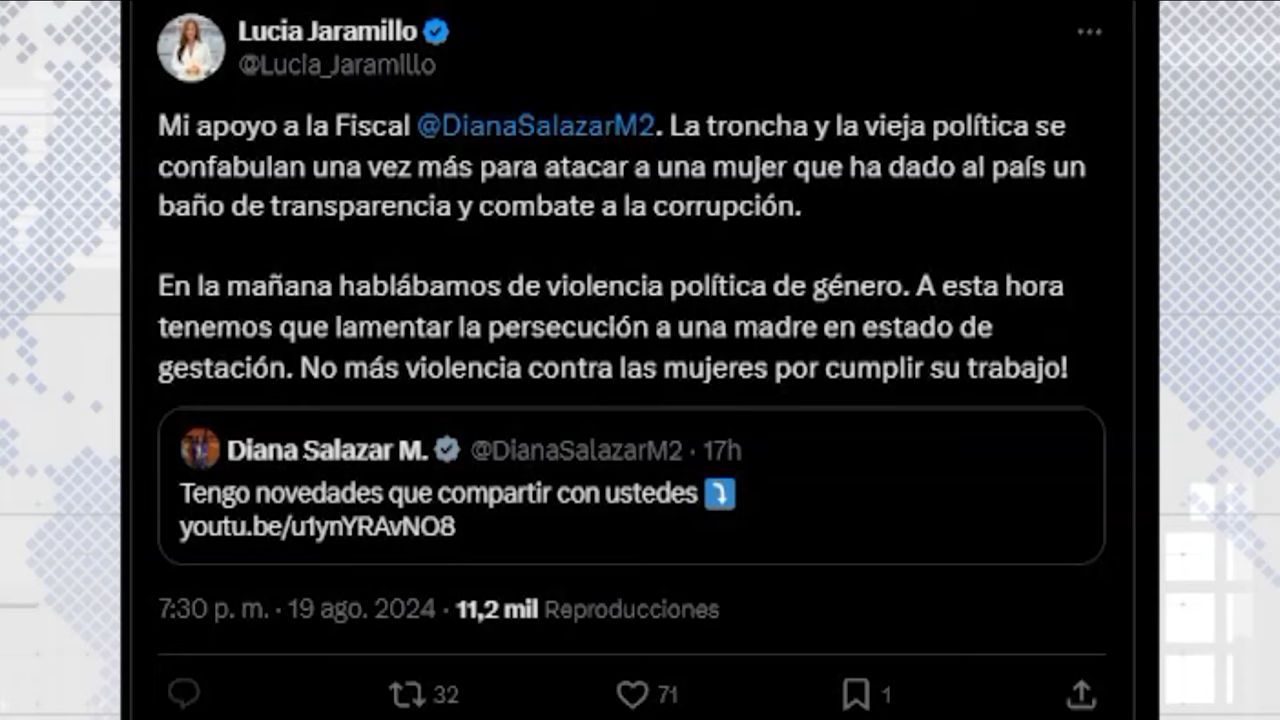 Lucia Jaramillo
@Lucia_Jaramillo
Mi apoyo a la Fiscal @DianaSalazarM2. La troncha y la vieja política se
confabulan una vez más para atacar a una mujer que ha dado al país un
baño de transparencia y combate a la corrupción.
En la mañana hablábamos de violencia política de género. A esta hora
tenemos que lamentar la persecución a una madre en estado de
gestación. No más violencia contra las mujeres por cumplir su trabajo!
Diana Salazar M. @DianaSalazarM2 · 17h
Tengo novedades que compartir con ustedes ⤵️
youtu.be/u1ynYRAvNO8
7:30 p. m. · 19 ago. 2024 · 11,2 mil Reproducciones
32 71 1